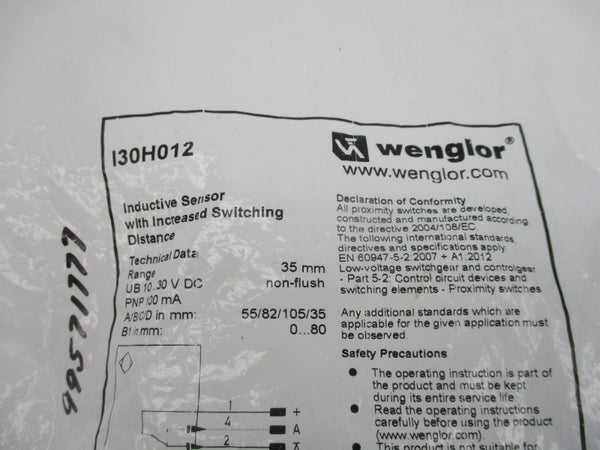 I30H012
wenglor®
www.wenglor.com
Inductive Sensor
with Increased Switching
Distance
Technical Data:
Range 35 mm
UB 10..30 V DC non-flush
PNP 100 mA
A/B/C/D in mm: 55/82/105/35
B1 in mm: 0...80
1 +
4 A
2 A
Declaration of Conformity
All proximity switches are developed,
constructed and manufactured according
to the directive 2004/108/EC
The following international standards
directives and specifications apply
EN 60947-5-2:2007 + A1:2012
Low-voltage switchgear and controlgear
- Part 5-2: Control circuit devices and
switching elements - Proximity switches
Any additional standards which are
applicable for the given application must
be observed.
Safety Precautions
● The operating instruction is part of
the product and must be kept
during its entire service life
● Read the operating instructions
carefully before using the product
(www.wenglor.com)
● This product is not suitable for